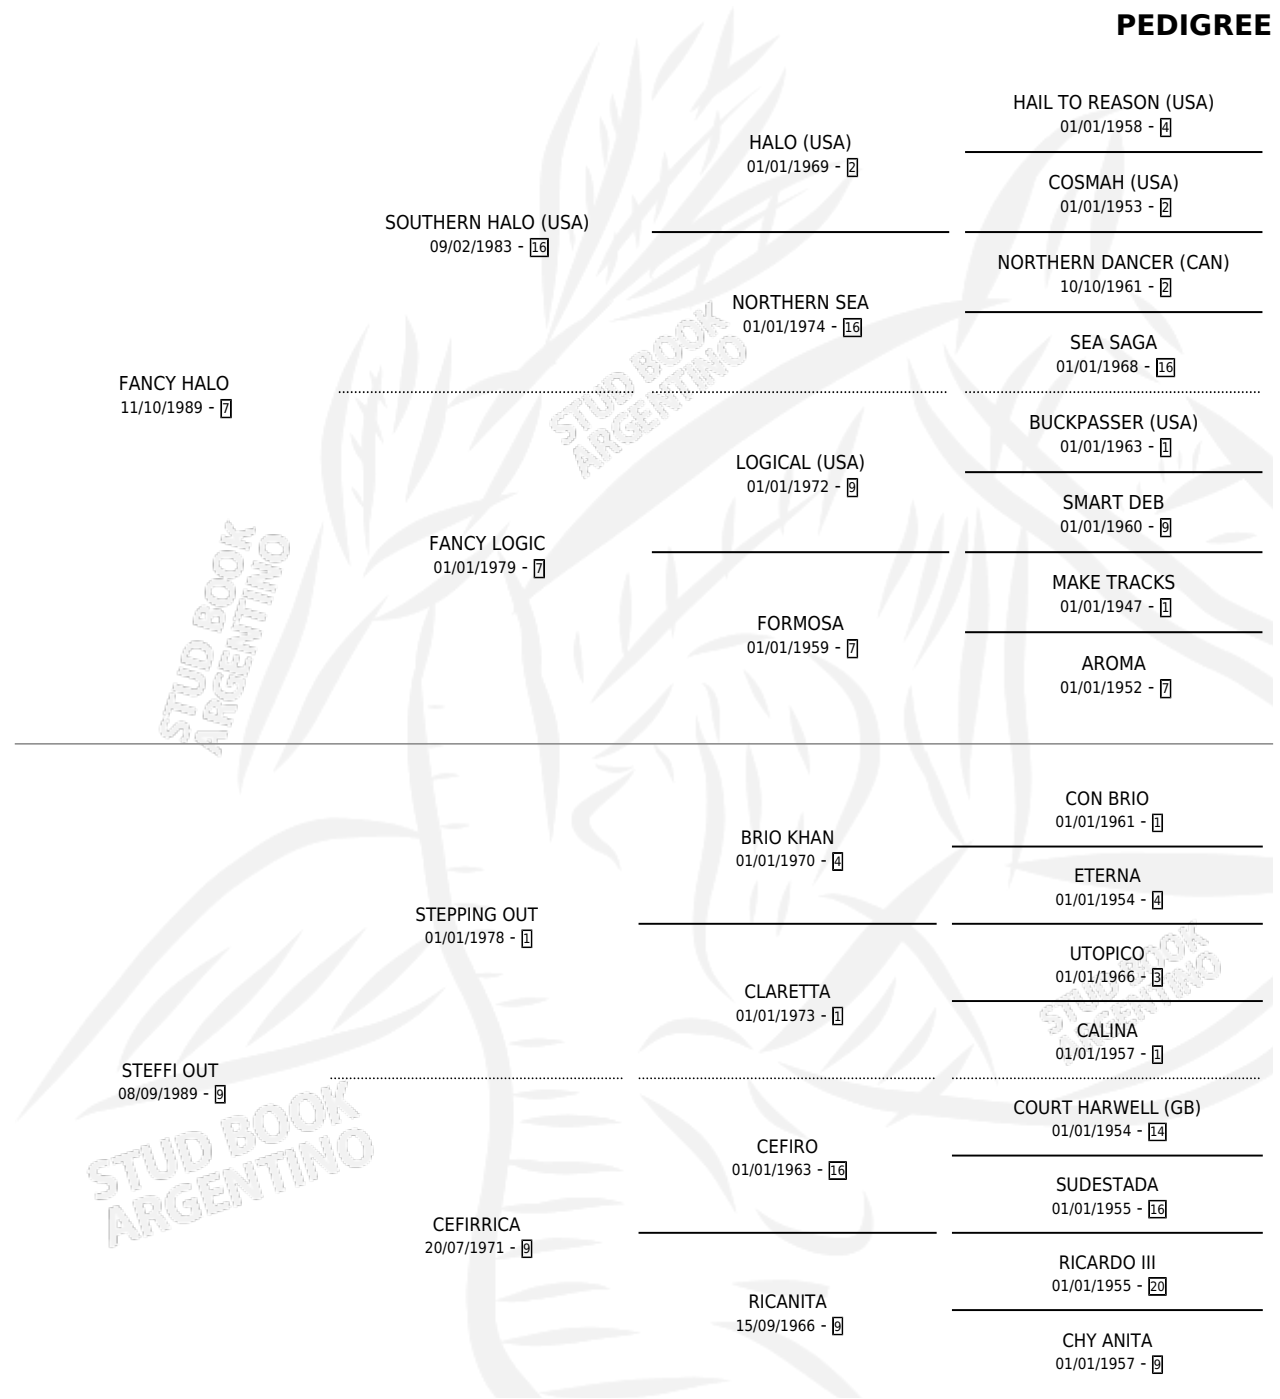 PEDIGREE
HAIL TO REASON (USA)
01/01/1958 - 4
HALO (USA)
01/01/1969 - 2
COSMAH (USA)
01/01/1953 - 2
SOUTHERN HALO (USA)
09/02/1983 - 16
NORTHERN DANCER (CAN)
10/10/1961 - 2
NORTHERN SEA
01/01/1974 - 16
SEA SAGA
01/01/1968 - 16
FANCY HALO
11/10/1989 - 7
BUCKPASSER (USA)
01/01/1963 - 1
LOGICAL (USA)
01/01/1972 - 9
SMART DEB
01/01/1960 - 9
FANCY LOGIC
01/01/1979 - 7
MAKE TRACKS
01/01/1947 - 1
FORMOSA
01/01/1959 - 7
AROMA
01/01/1952 - 7
CON BRIO
01/01/1961 - 1
BRIO KHAN
01/01/1970 - 4
ETERNA
01/01/1954 - 4
STEPPING OUT
01/01/1978 - 1
UTOPICO
01/01/1966 - 3
CLARETTA
01/01/1973 - 1
CALINA
01/01/1957 - 1
STEFFI OUT
08/09/1989 - 9
COURT HARWELL (GB)
01/01/1954 - 14
CEFIRO
01/01/1963 - 16
SUDESTADA
01/01/1955 - 16
CEFIRRICA
20/07/1971 - 9
RICARDO III
01/01/1955 - 20
RICANITA
15/09/1966 - 9
CHY ANITA
01/01/1957 - 9
STUD BOOK
ARGENTINO
STUD BOOK
ARGENTINO
STUD BOOK
ARGENTINO
STUD BOOK
ARGENTINO